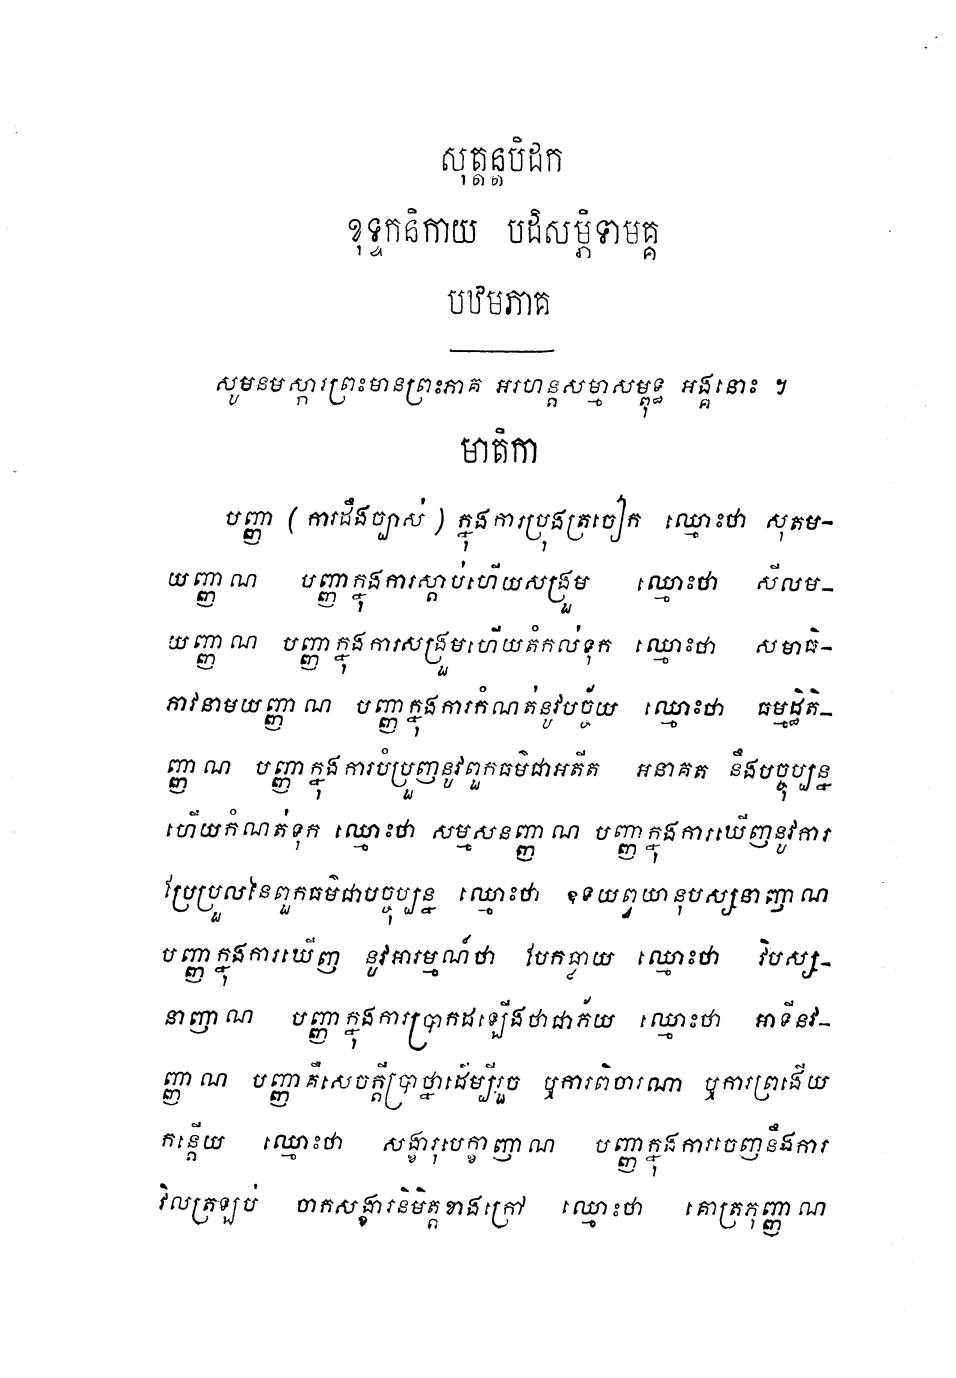 សុត្តន្តបិដក
ខុទ្ទកនិកាយ បដិសម្ភិទាមគ្គ
បឋមភាគ
សូមនមស្ការព្រះមានព្រះភាគ អរហន្តសម្មាសម្ពុទ្ធ អង្គនោះ ។
មាតិកា
បញ្ញា ( ការដឹងច្បាស់ ) ក្នុងការប្រុងត្រចៀក ឈ្មោះថា សុតម-
យញ្ញាណ បញ្ញាក្នុងការស្តាប់ហើយសង្រួម ឈ្មោះថា សីលម-
យញ្ញាណ បញ្ញាក្នុងការសង្រួមហើយតំកល់ទុក ឈ្មោះថា សមាធិ-
ភាវនាមយញ្ញាណ បញ្ញាក្នុងការកំណត់នូវបច្ច័យ ឈ្មោះថា ធម្មដ្ឋិតិ-
ញ្ញាណ បញ្ញាក្នុងការបំប្រួញនូវពួកធម៌ជាអតីត អនាគត នឹងបច្ចុប្បន្ន
ហើយកំណត់ទុក ឈ្មោះថា សម្មសនញ្ញាណ បញ្ញាក្នុងការឃើញនូវការ
ប្រែប្រួលនៃពួកធម៌ជាបច្ចុប្បន្ន ឈ្មោះថា ឧទយព្វយានុបស្សនាញាណ
បញ្ញាក្នុងការឃើញ នូវអារម្មណ៍ថា បែកធ្លាយ ឈ្មោះថា វិបស្ស-
នាញាណ បញ្ញាក្នុងការប្រាកដឡើងថាជាភ័យ ឈ្មោះថា អាទីនវ-
ញ្ញាណ បញ្ញាគឺសេចក្តីប្រាថ្នាដើម្បីរួច ឬការពិចារណា ឬការព្រងើយ
កន្តើយ ឈ្មោះថា សង្ខារុបេក្ខាញាណ បញ្ញាក្នុងការចេញនឹងការ
វិលត្រឡប់ ចាកសង្ខារនិមិត្តខាងក្រៅ ឈ្មោះថា គោត្រភុញ្ញាណ